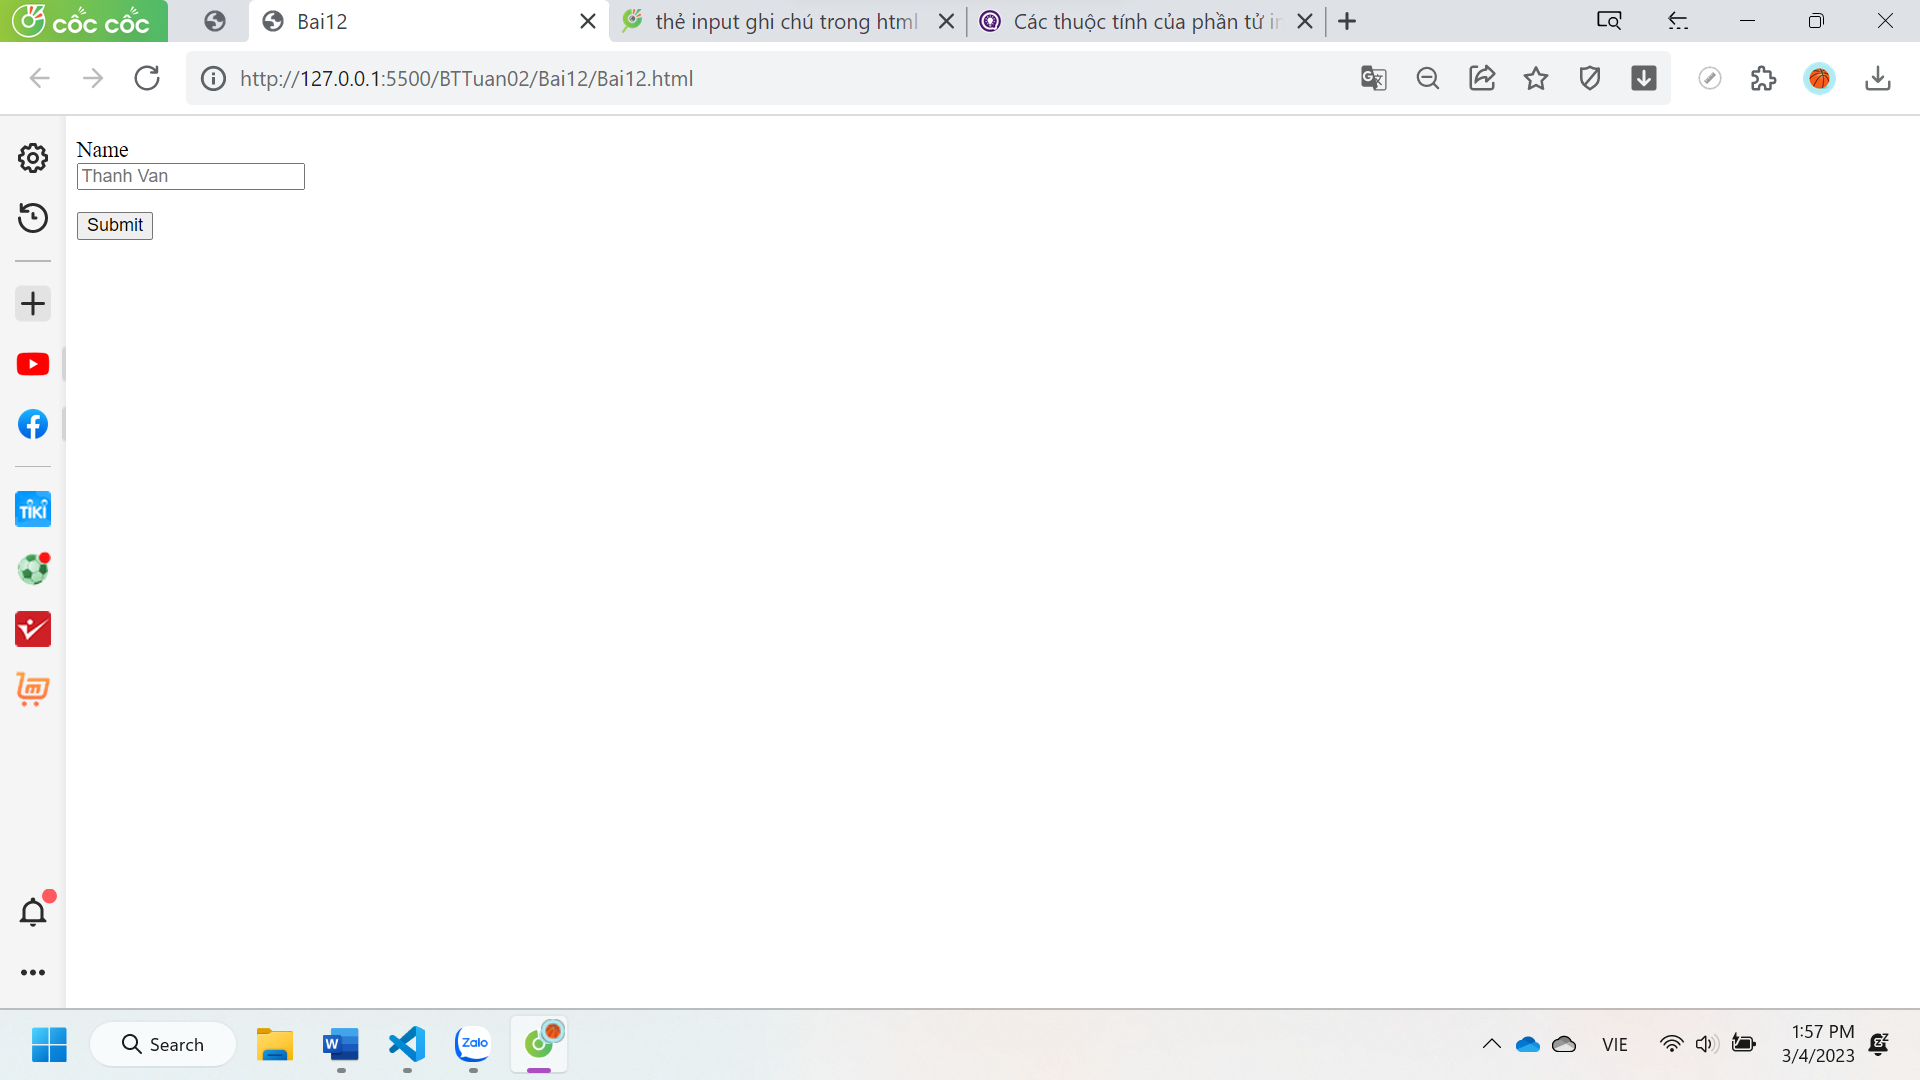 cốc cốc
Bai12
thẻ input ghi chú trong html
Các thuộc tính của phần tử in
http://127.0.0.1:5500/BTTuan02/Bai12/Bai12.html
Name
Thanh Van
Submit
TIKI
Search
W
Zalo
VIE
1:57 PM
3/4/2023